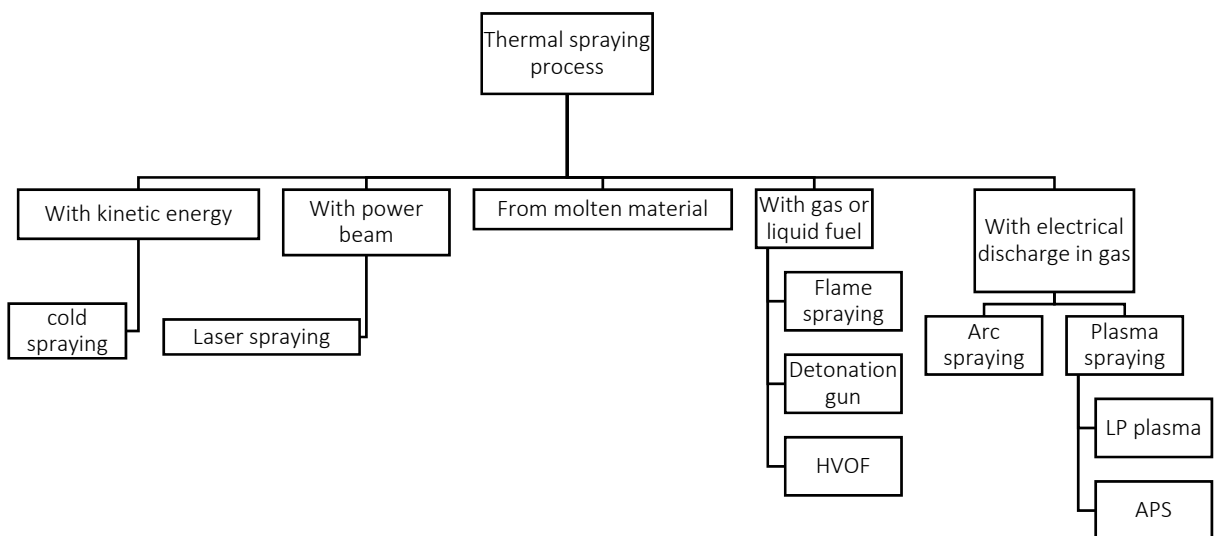 Thermal spraying
process
With kinetic energy
With power
beam
From molten material
With gas or
liquid fuel
With electrical
discharge in gas
cold
spraying
Laser spraying
Flame
spraying
Detonation
gun
HVOF
Arc
spraying
Plasma
spraying
LP plasma
APS